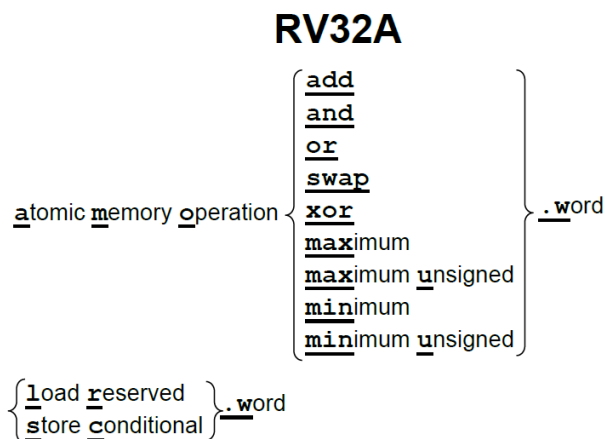 RV32A
add
and
or
swap
xor
atomic memory operation
.word
maximum
maximum unsigned
minimum
minimum unsigned
load reserved
.word
store conditional